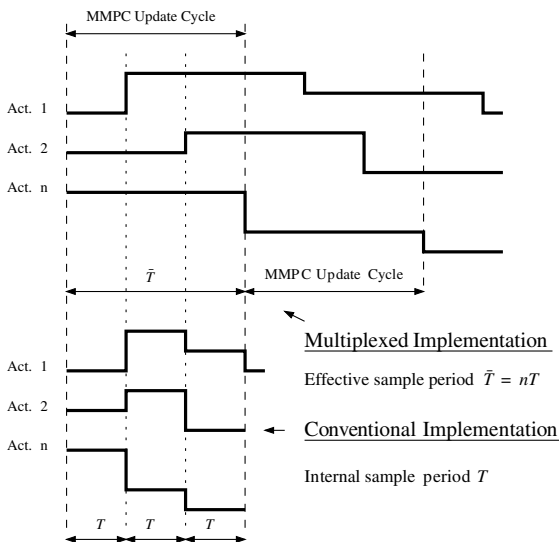 MMPC Update Cycle
Act. 1
Act. 2
Act. n
MMPC Update Cycle
T̄
Multiplexed Implementation
Effective sample period T̄ = nT
Act. 1
Act. 2
Conventional Implementation
Act. n
Internal sample period T
T T T